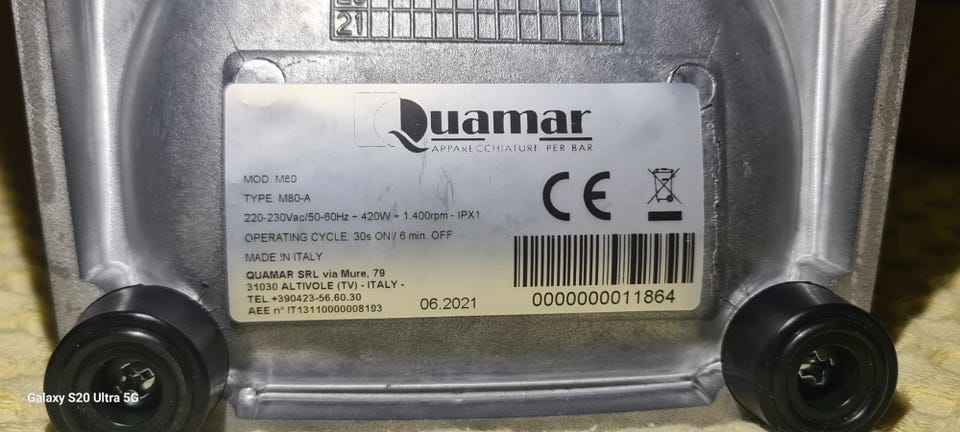 21
Quamar
APPARECCHIATURE PER BAR
MOD. M80
TYPE: M80-A
220-230Vac/50-60Hz ÷ 420W ÷ 1.400rpm - IPX1
OPERATING CYCLE: 30s ON / 6 min. OFF
MADE IN ITALY
QUAMAR SRL via Mure. 79
31030 ALTIVOLE (TV) - ITALY -
TEL.+390423-56.60.30
AEE n° IT13110000008193
06.2021
CE
0000000011864
Galaxy S20 Ultra 5G